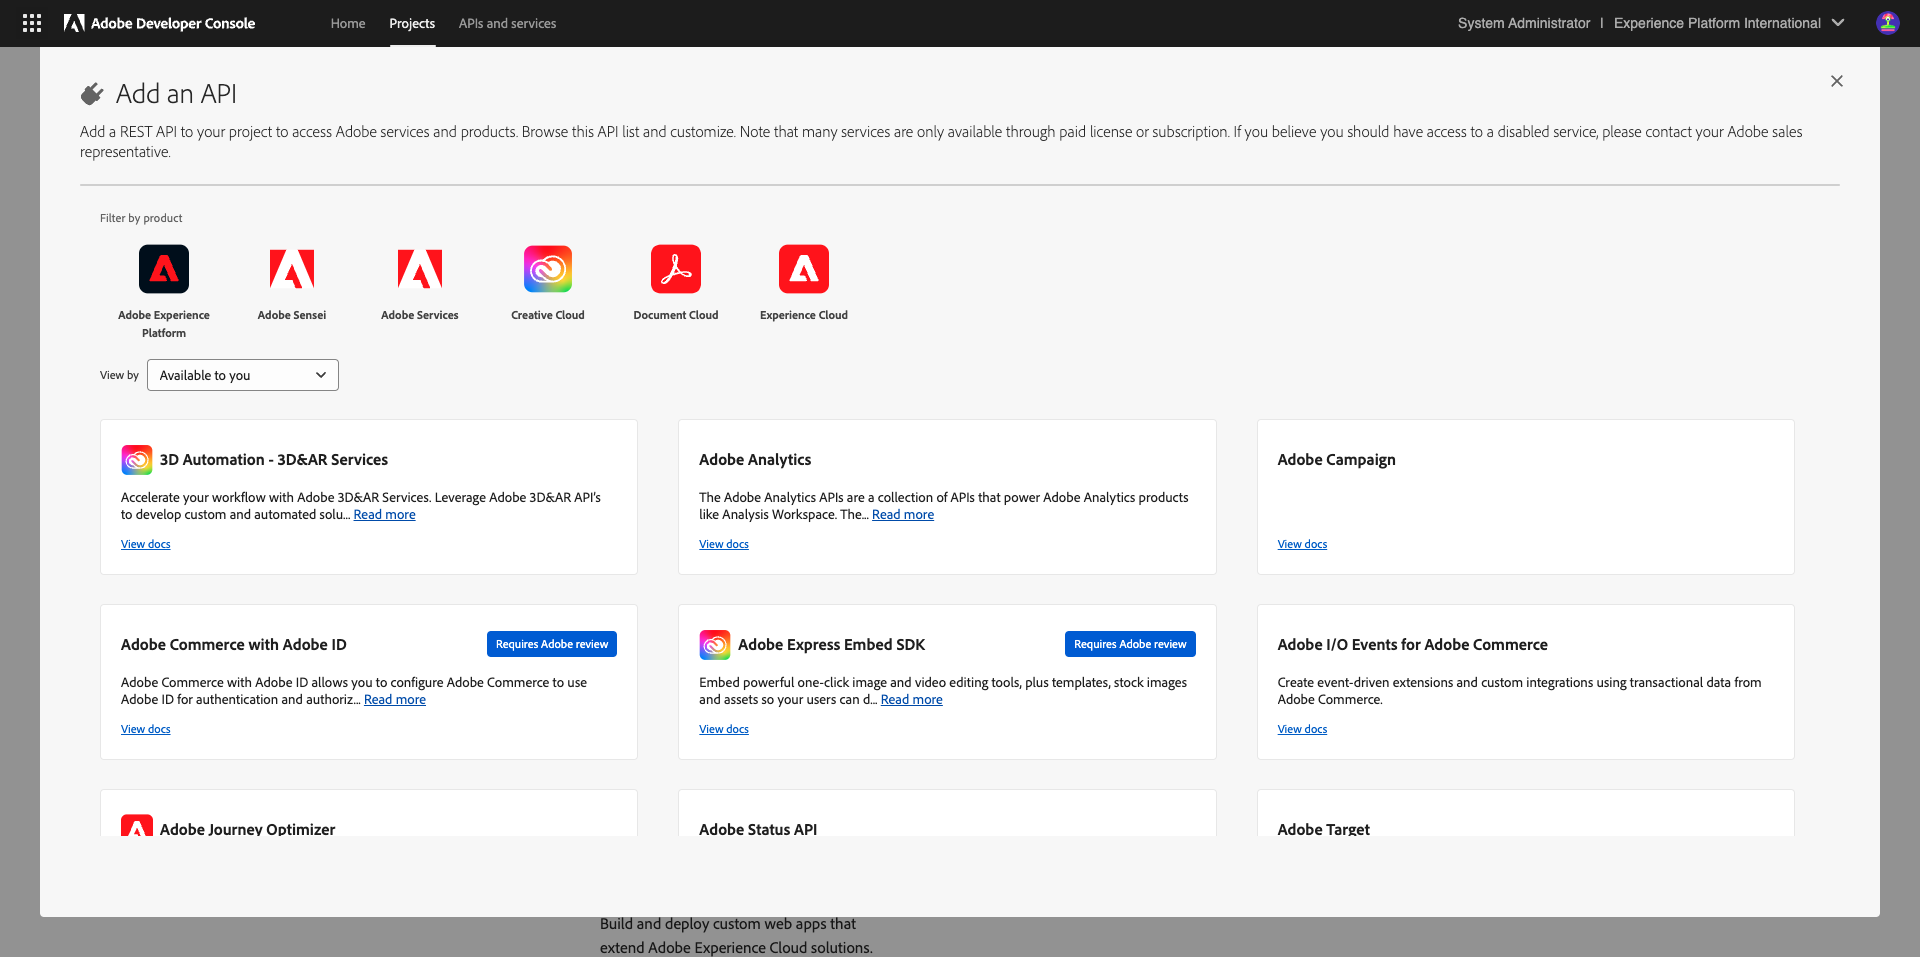 Adobe Developer Console
Home
Projects
APIs and services
System Administrator | Experience Platform International
Add an API
Add a REST API to your project to access Adobe services and products. Browse this API list and customize. Note that many services are only available through paid license or subscription. If you believe you should have access to a disabled service, please contact your Adobe sales
representative.
Filter by product
Adobe Experience
Platform
Adobe Sensei
Adobe Services
Creative Cloud
Document Cloud
Experience Cloud
View by
Available to you
3D Automation - 3D&AR Services
Accelerate your workflow with Adobe 3D&AR Services. Leverage Adobe 3D&AR API's
to develop custom and automated solu... Read more
View docs
Adobe Analytics
The Adobe Analytics APIs are a collection of APIs that power Adobe Analytics products
like Analysis Workspace. The... Read more
View docs
Adobe Campaign
View docs
Adobe Commerce with Adobe ID
Requires Adobe review
Adobe Commerce with Adobe ID allows you to configure Adobe Commerce to use
Adobe ID for authentication and authoriz... Read more
View docs
Adobe Express Embed SDK
Requires Adobe review
Embed powerful one-click image and video editing tools, plus templates, stock images
and assets so your users can d... Read more
View docs
Adobe I/O Events for Adobe Commerce
Create event-driven extensions and custom integrations using transactional data from
Adobe Commerce.
View docs
Adobe Journey Optimizer
Adobe Status API
Adobe Target
Build and deploy custom web apps that
extend Adobe Experience Cloud solutions.